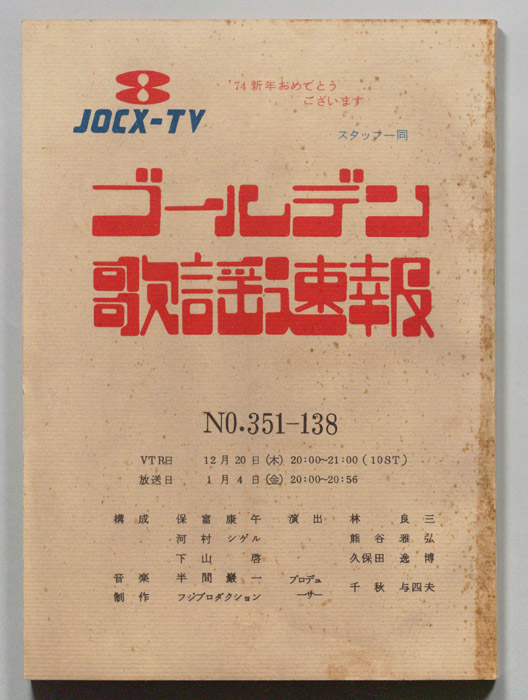 8
JOCX-TV
'74新年おめでとう
ございます
スタッフ一同
ゴールデン
歌謡速報
NO.351-138
VTR日 12月20日(木) 20:00~21:00(10ST)
放送日 1月4日(金) 20:00~20:56
構成 保富康午 演出 林良三
河村シゲル 熊谷雅弘
下山啓 久保田逸博
音楽 半間巌一 プロデューサー 千秋与四夫
制作 フジプロダクション